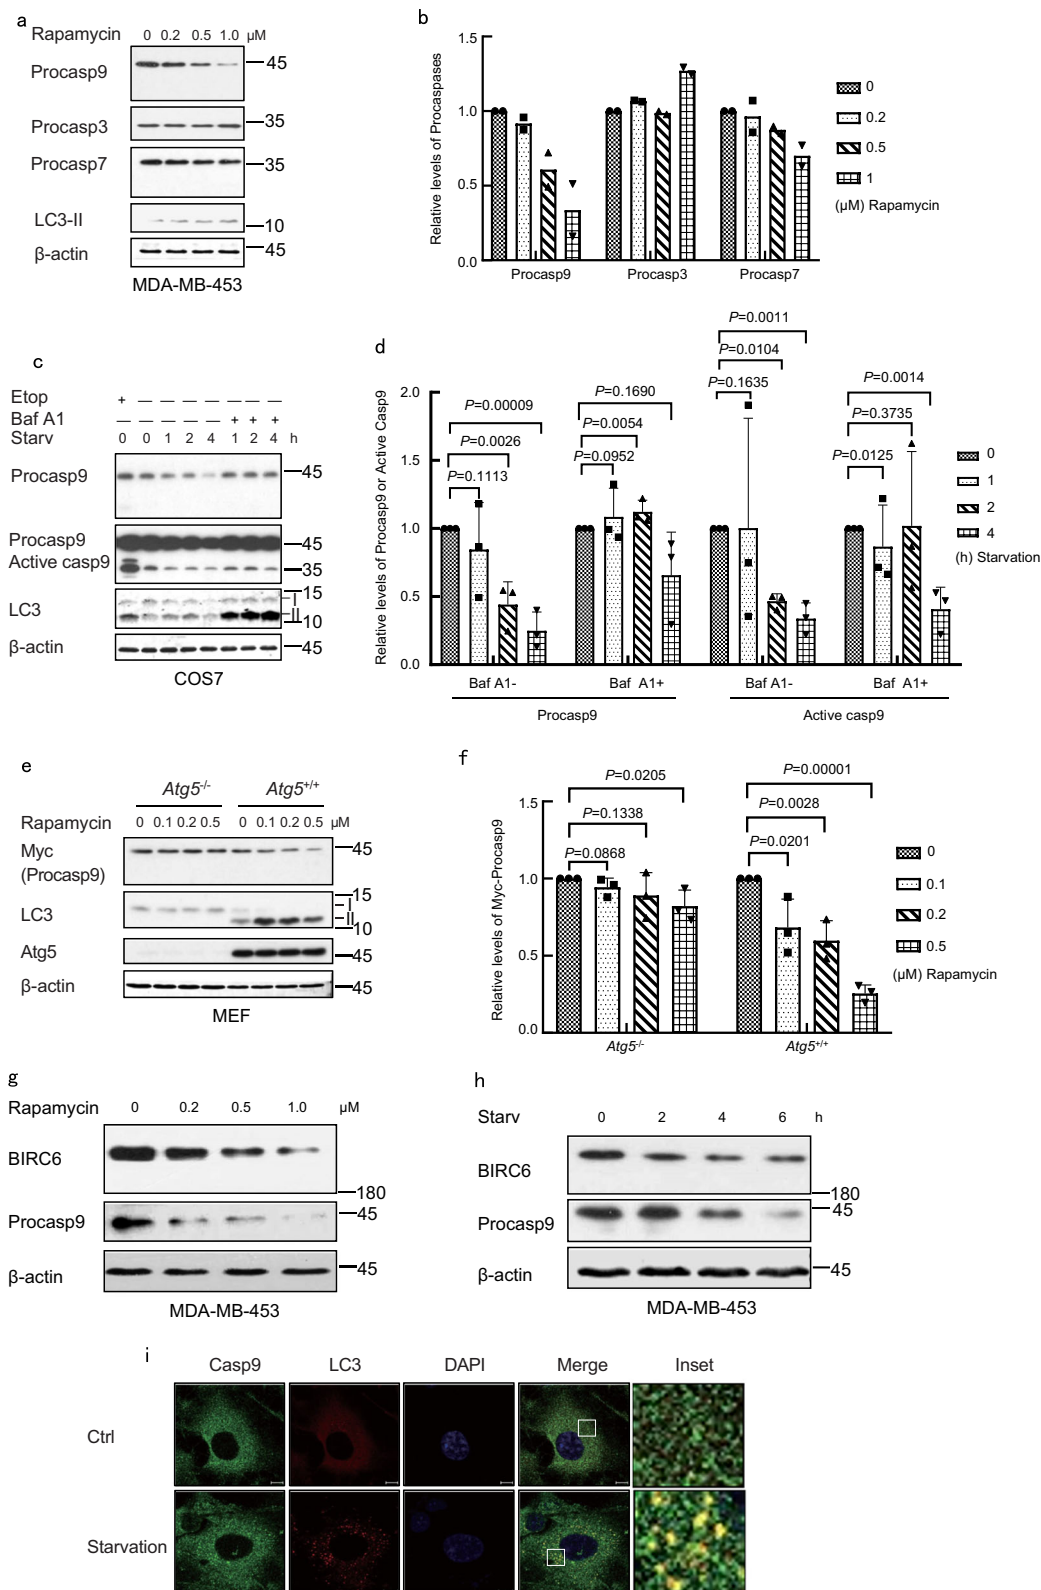 a
Rapamycin 0 0.2 0.5 1.0 μM
Procasp9 45
Procasp3 35
Procasp7 35
LC3-II 10
β-actin 45
MDA-MB-453
b
Relative levels of Procaspases
1.5
1.0
0.5
0.0
Procasp9 Procasp3 Procasp7
0
0.2
0.5
1
(μM) Rapamycin
c
Etop + — — — — — — —
Baf A1 — — — — — + + +
Starv 0 0 1 2 4 1 2 4 h
Procasp9 45
Procasp9 45
Active casp9 35
LC3 15 I
II 10
β-actin 45
COS7
d
Relative levels of Procasp9 or Active Casp9
2.0
1.5
1.0
0.5
0.0
P=0.00009
P=0.0026
P=0.1113
P=0.1690
P=0.0054
P=0.0952
P=0.0011
P=0.0104
P=0.1635
P=0.0014
P=0.3735
P=0.0125
Baf A1- Baf A1+ Baf A1- Baf A1+
Procasp9 Active casp9
0
1
2
4
(h) Starvation
e
Atg5-/- Atg5+/+
Rapamycin 0 0.1 0.2 0.5 0 0.1 0.2 0.5 μM
Myc 45
(Procasp9)
LC3 15 I
II 10
Atg5 45
β-actin 45
MEF
f
Relative levels of Myc-Procasp9
1.5
1.0
0.5
0.0
P=0.0205
P=0.1338
P=0.0868
P=0.00001
P=0.0028
P=0.0201
Atg5-/- Atg5+/+
0
0.1
0.2
0.5
(μM) Rapamycin
g
Rapamycin 0 0.2 0.5 1.0 μM
BIRC6
180
Procasp9 45
β-actin 45
MDA-MB-453
h
Starv 0 2 4 6 h
BIRC6
180
Procasp9 45
β-actin 45
MDA-MB-453
i
Casp9 LC3 DAPI Merge Inset
Ctrl
Starvation